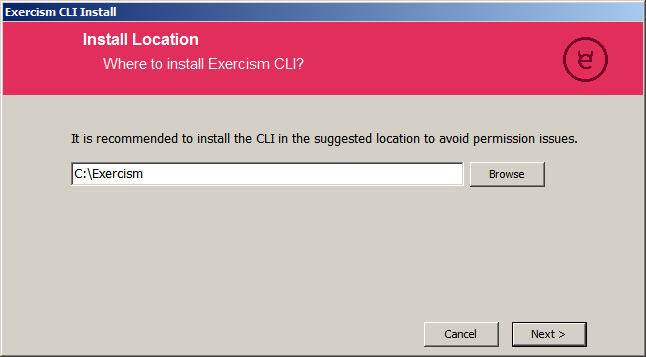 Exercism CLI Install
Install Location
Where to install Exercism CLI?
It is recommended to install the CLI in the suggested location to avoid permission issues.
C:\Exercism
Browse
Cancel
Next >